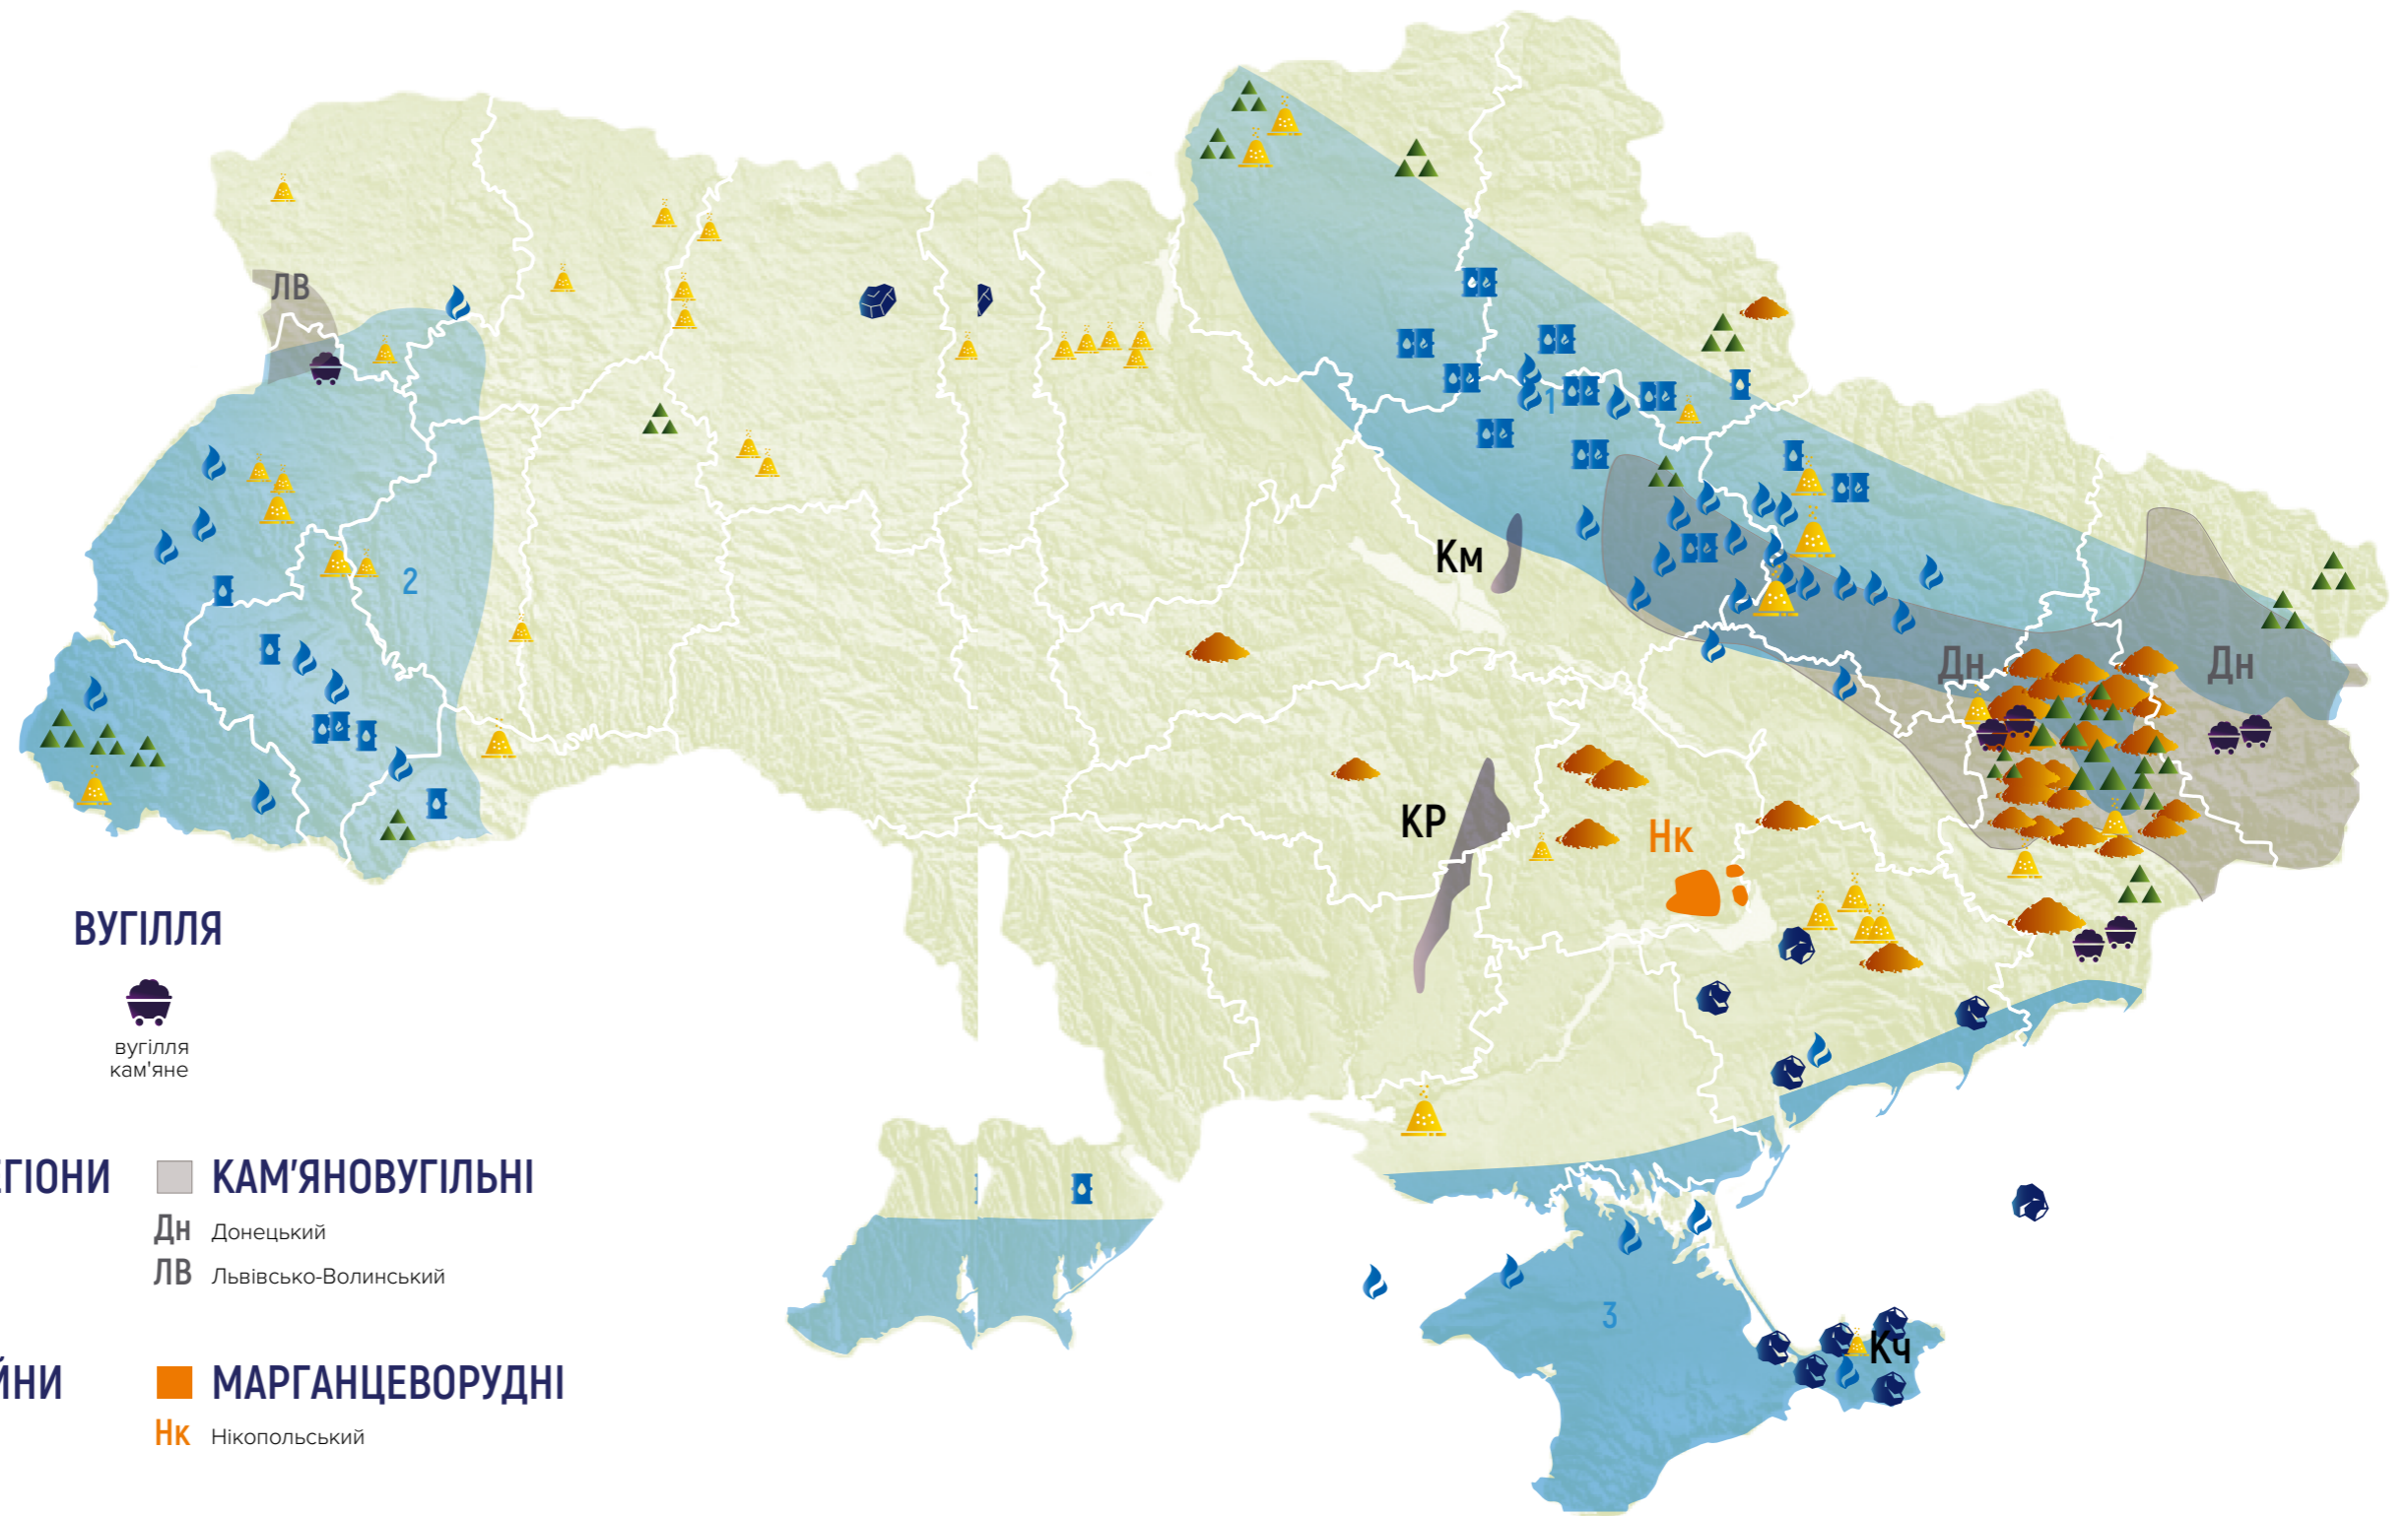 ЛВ
1
Км
2
Дн
Дн
КР
Нк
ВУГІЛЛЯ
вугілля
кам'яне
ЕГІОНИ
КАМ'ЯНОВУГІЛЬНІ
Дн Донецький
ЛВ Львівсько-Волинський
3
Кч
ЙНИ
МАРГАНЦЕВОРУДНІ
Нк Нікопольський